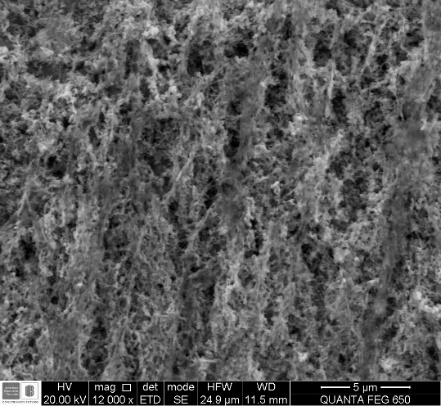 HV mag det mode HFW WD 5 µm
20.00 kV 12 000 x ETD SE 24.9 µm 11.5 mm QUANTA FEG 650